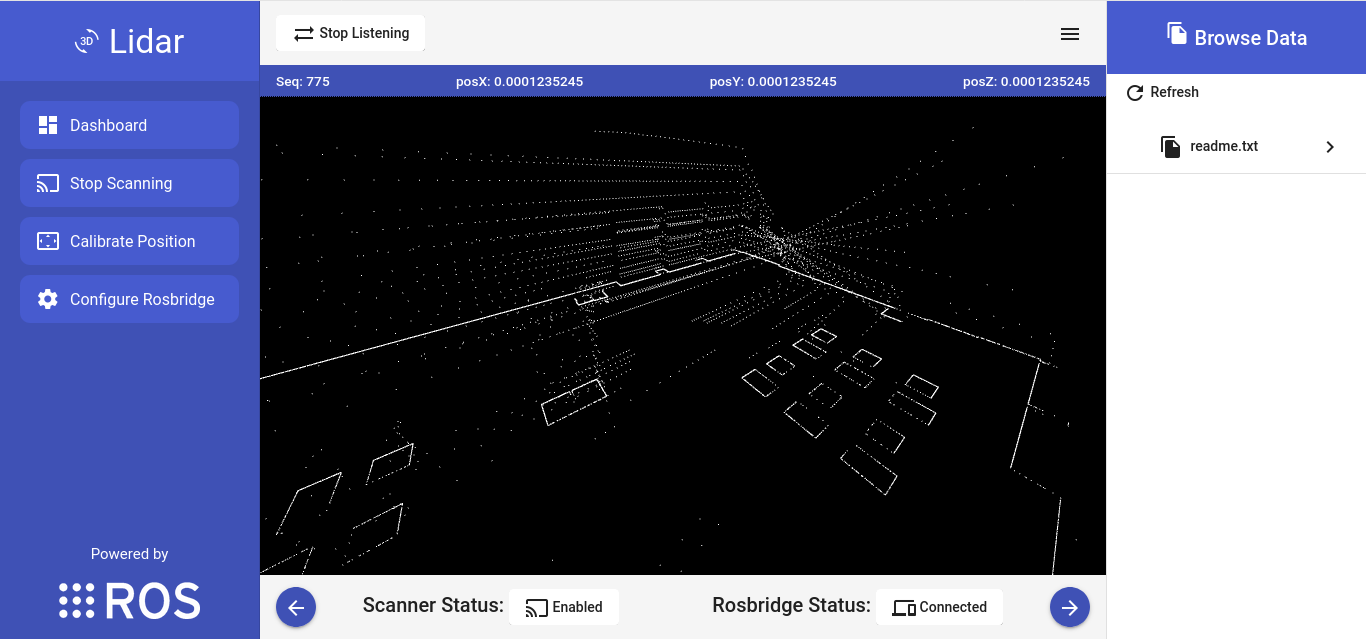 3D Lidar
Dashboard
Stop Scanning
Calibrate Position
Configure Rosbridge
Powered by
ROS
Stop Listening
Seq: 775 posX: 0.0001235245 posY: 0.0001235245 posZ: 0.0001235245
Scanner Status: Enabled Rosbridge Status: Connected
Browse Data
Refresh
readme.txt